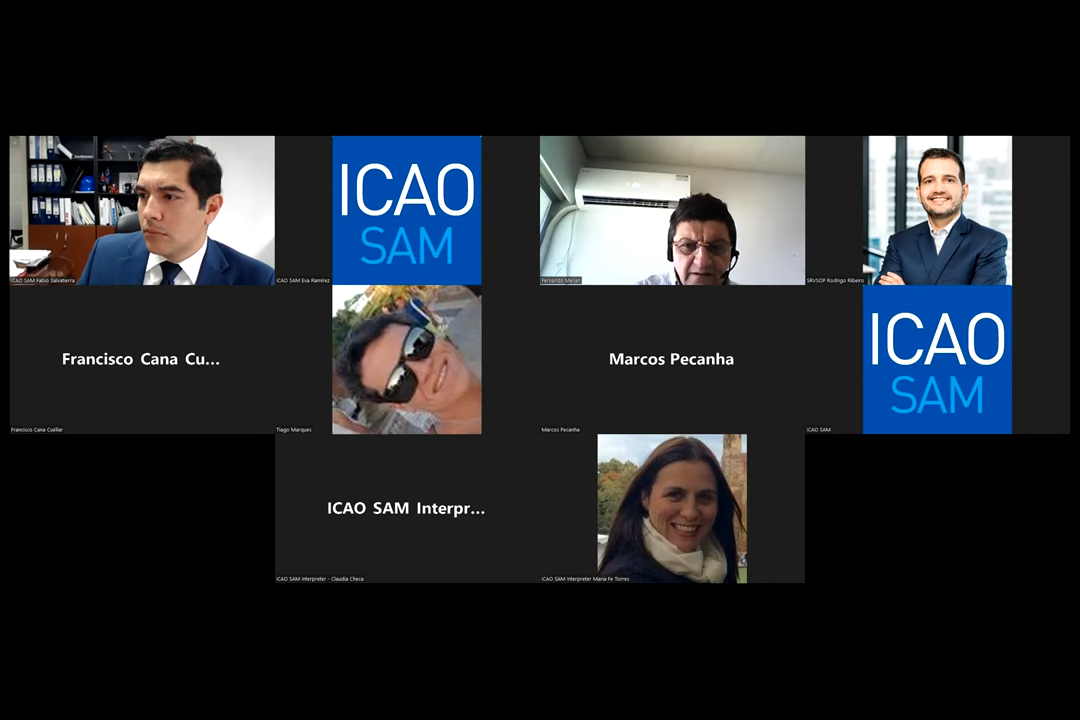 ICAO
SAM
ICAO SAM Fabio Salvatierra
ICAO SAM Eva Ramírez
Fernando Melián
SRVSOP Rodrigo Ribeiro
Francisco Cana Cu...
Marcos Pecanha
ICAO
SAM
Francisco Cana Cuéllar
Tiago Marques
Marcos Pecanha
ICAO SAM
ICAO SAM Interpr...
ICAO SAM Interpreter - Claudia Checa
ICAO SAM Interpreter Maria Fe Torres